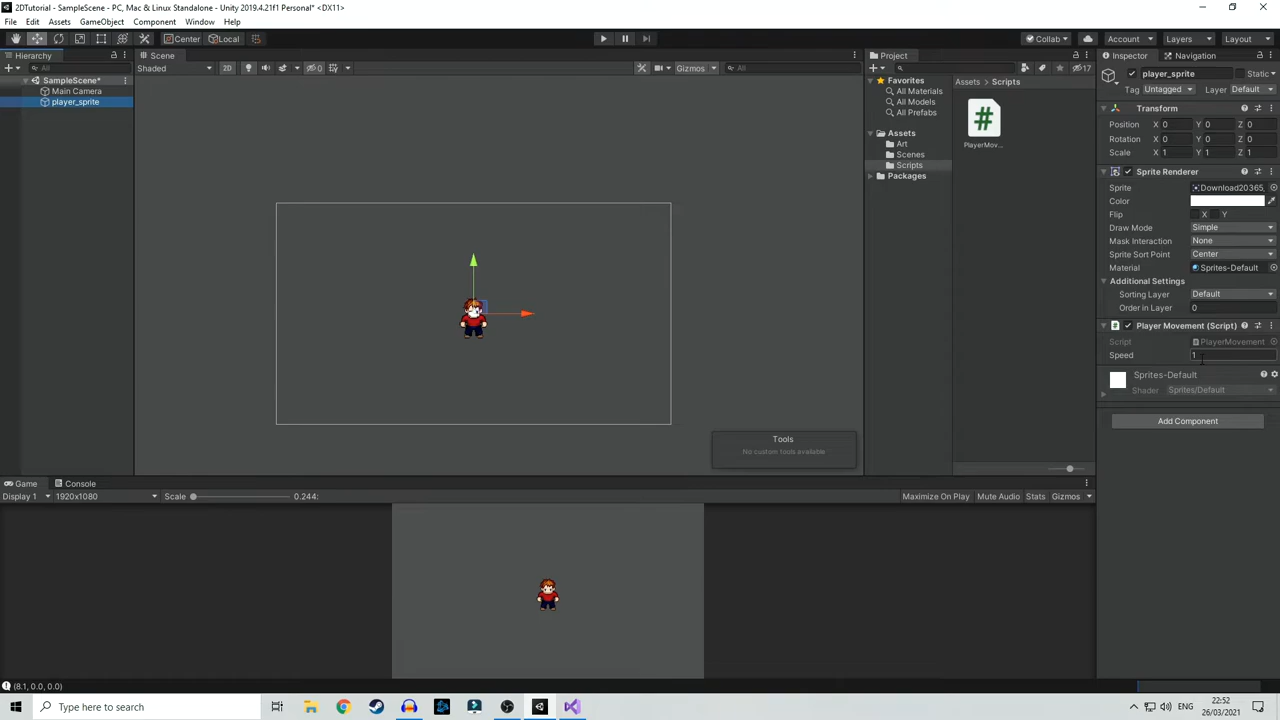 2DTutorial - SampleScene - PC, Mac & Linux Standalone - Unity 2019.4.21f1 Personal* <DX11>
File Edit Assets GameObject Component Window Help
Center Local
Collab Account Layers Layout
Hierarchy
All
SampleScene*
Main Camera
player_sprite
Scene
Shaded 2D 0 Gizmos All
Tools
No custom tools available
Project
17
Favorites
All Materials
All Models
All Prefabs
Assets
Art
Scenes
Scripts
Packages
Assets Scripts
#
PlayerMov...
Inspector Navigation
player_sprite Static
Tag Untagged Layer Default
Transform
Position X 0 Y 0 Z 0
Rotation X 0 Y 0 Z 0
Scale X 1 Y 1 Z 1
Sprite Renderer
Sprite Download20365_
Color
Flip X Y
Draw Mode Simple
Mask Interaction None
Sprite Sort Point Center
Material Sprites-Default
Additional Settings
Sorting Layer Default
Order in Layer 0
# Player Movement (Script)
Script PlayerMovement
Speed 1
Sprites-Default
Shader Sprites/Default
Add Component
Game Console
Display 1 1920x1080 Scale 0.244: Maximize On Play Mute Audio Stats Gizmos
(8.1, 0.0, 0.0)
Type here to search
ENG
22:52
26/03/2021